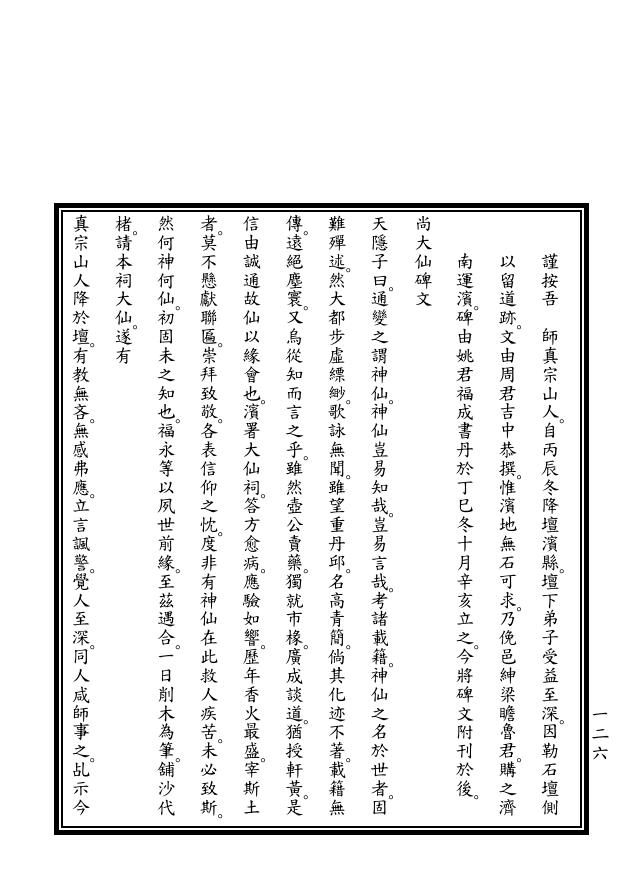 謹按吾　師真宗山人。自丙辰冬降壇濱縣。壇下弟子受益至深。因勒石壇側
以留道跡。文由周君吉中恭撰。惟濱地無石可求。乃俛邑紳梁瞻魯君。購之濟
南運濱。碑由姚君福成書丹於丁巳冬十月辛亥立之。今將碑文附刊於後。
尚大仙碑文
天隱子曰。通變之謂神仙。神仙豈易知哉。豈易言哉。考諸載籍。神仙之名於世者。固
難殫述。然大都步虛縹緲。歌詠無聞。雖望重丹邱。名高青簡。倘其化迹不著。載籍無
傳。遠絕塵寰。又烏從知而言之乎。雖然壺公賣藥。獨就市椽。廣成談道。猶授軒黃。是
信由誠通故仙以緣會也。濱署大仙祠。答方愈病。應驗如響。歷年香火最盛。宰斯土
者。莫不懸獻聯匾。崇拜致敬。各表信仰之忱。度非有神仙在此救人疾苦。未必致斯。
然何神何仙。初固未之知也。福永等以夙世前緣。至茲遇合。一日削木為筆。舖沙代
楮。請本祠大仙。遂有
真宗山人降於壇。有教無吝。無感弗應。立言諷警。覺人至深。同人咸師事之。乩示今
一二六